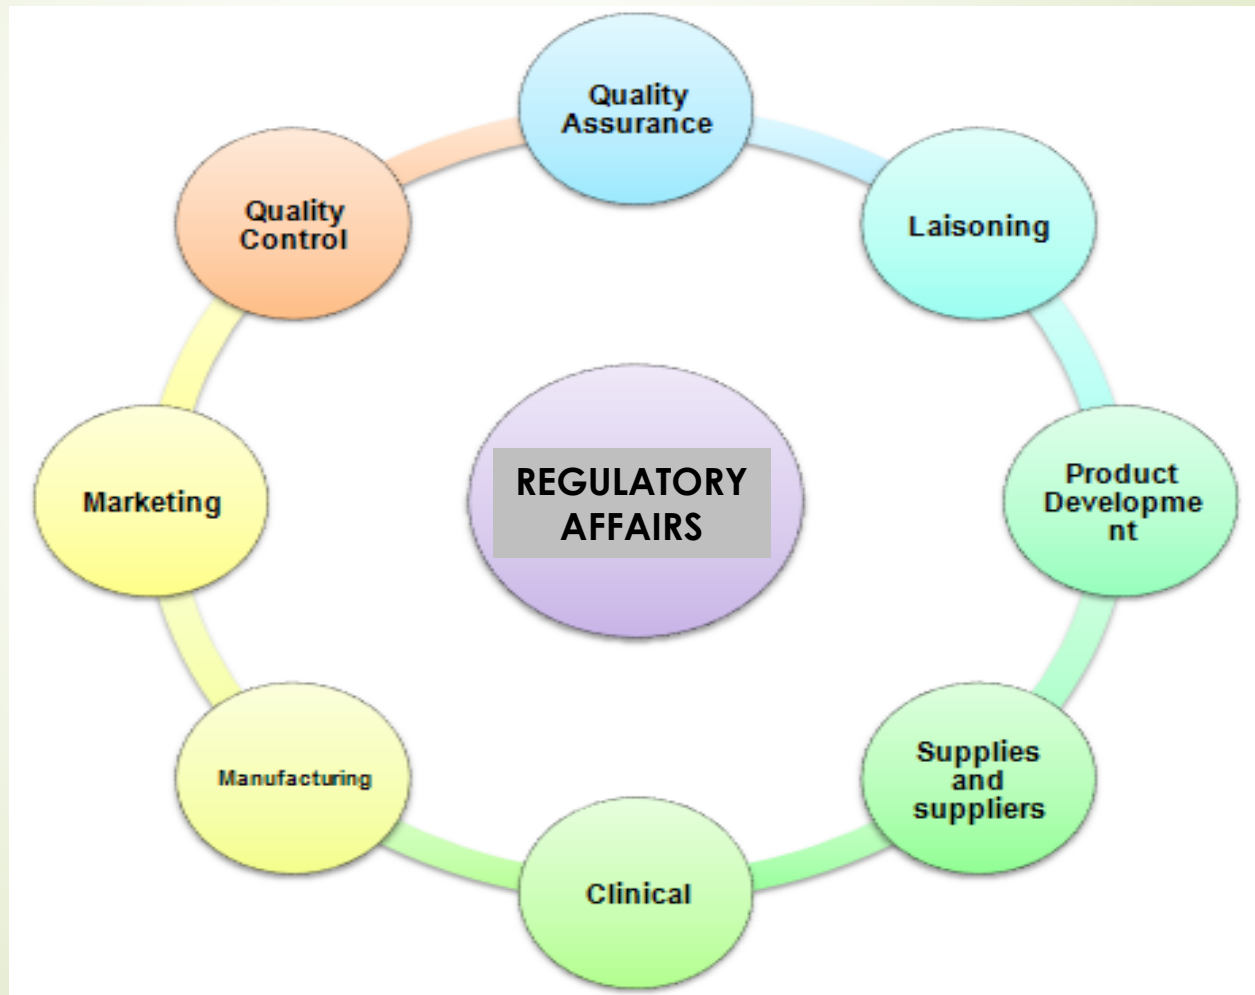 Quality
Assurance
Laisoning
Product
Developme
nt
Supplies
and
suppliers
Clinical
Manufacturing
Marketing
Quality
Control
REGULATORY
AFFAIRS